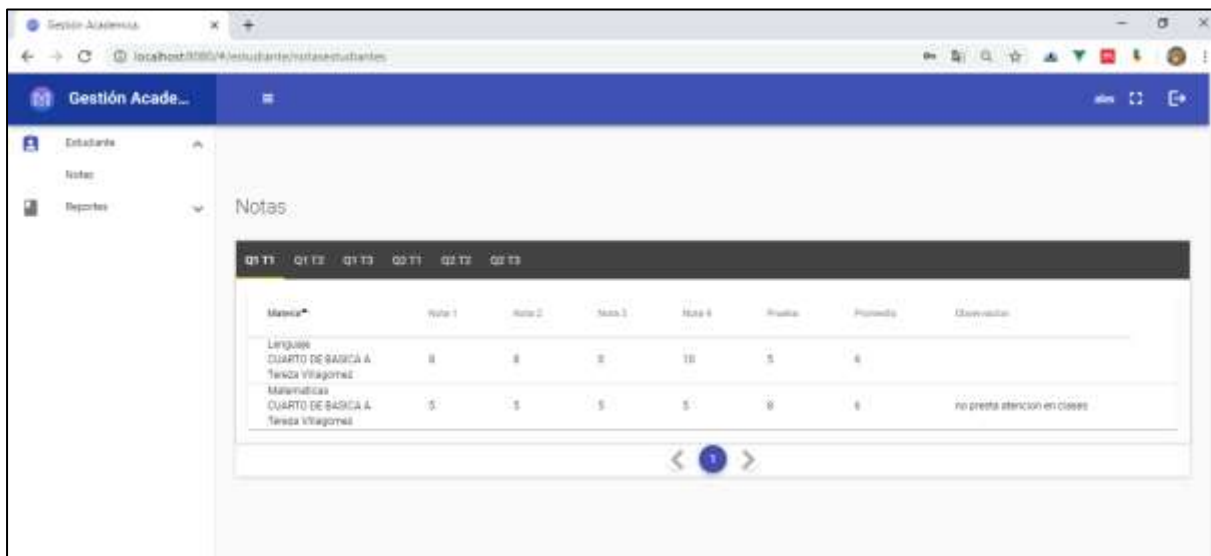 Gestión Academica
localhost:8080/#/estudiante/notasestudiantes
Gestión Acade...
alex
Estudiante
Notas
Reportes
Notas
Q1 T1 Q1 T2 Q1 T3 Q2 T1 Q2 T2 Q2 T3
Materia Nota 1 Nota 2 Nota 3 Nota 4 Prueba Promedio Observacion
Lenguaje
CUARTO DE BASICA A 8 8 10 5 6
Tereza Villagomez
Matematicas
CUARTO DE BASICA A 5 5 5 5 8 6 no presta atencion en clases
Tereza Villagomez
1